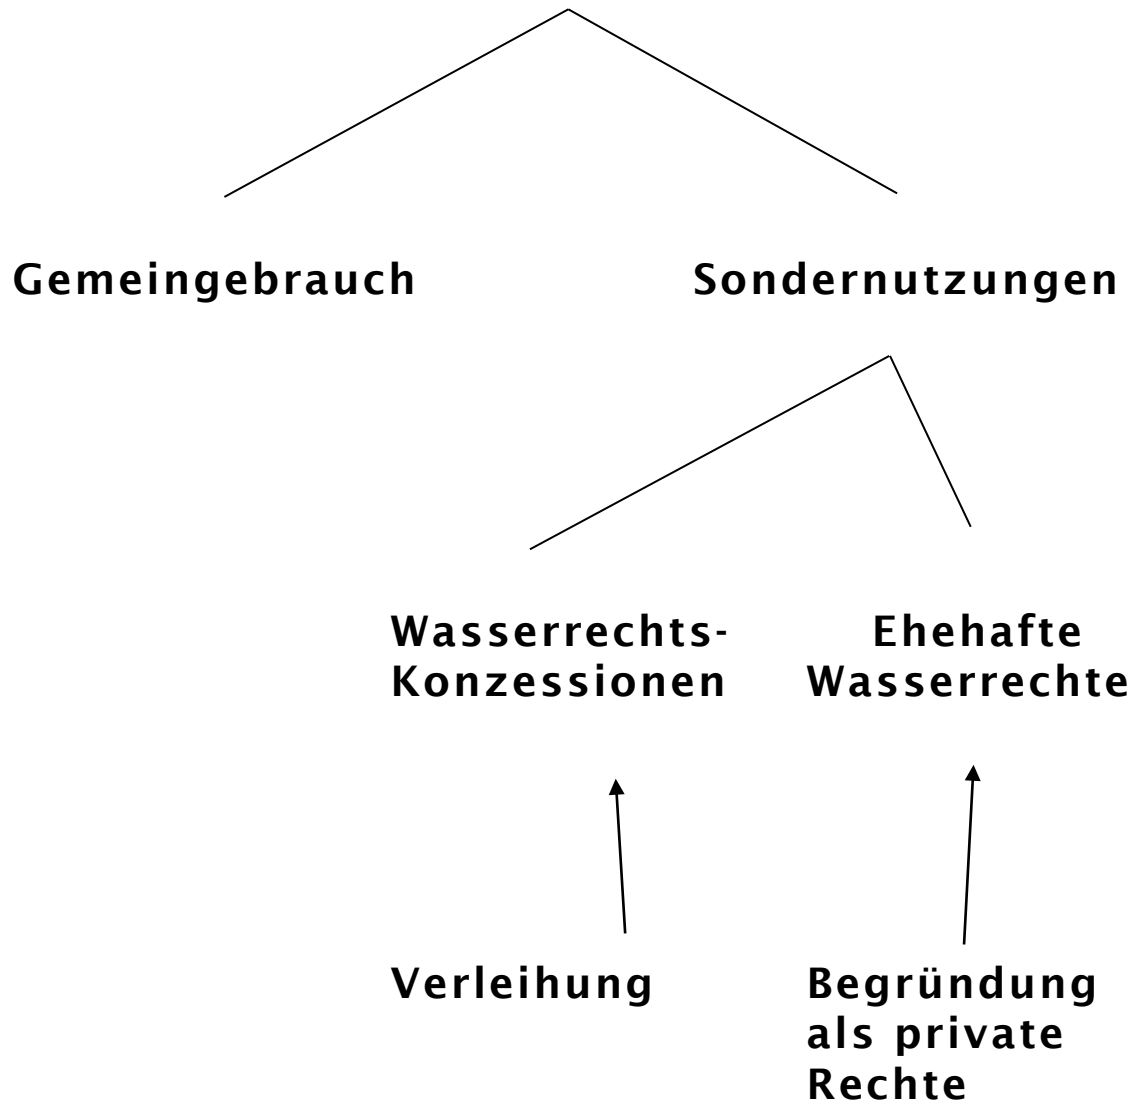 Gemeingebrauch
Sondernutzungen
Wasserrechts-
Konzessionen
Ehehafte
Wasserrechte
Verleihung
Begründung
als private
Rechte